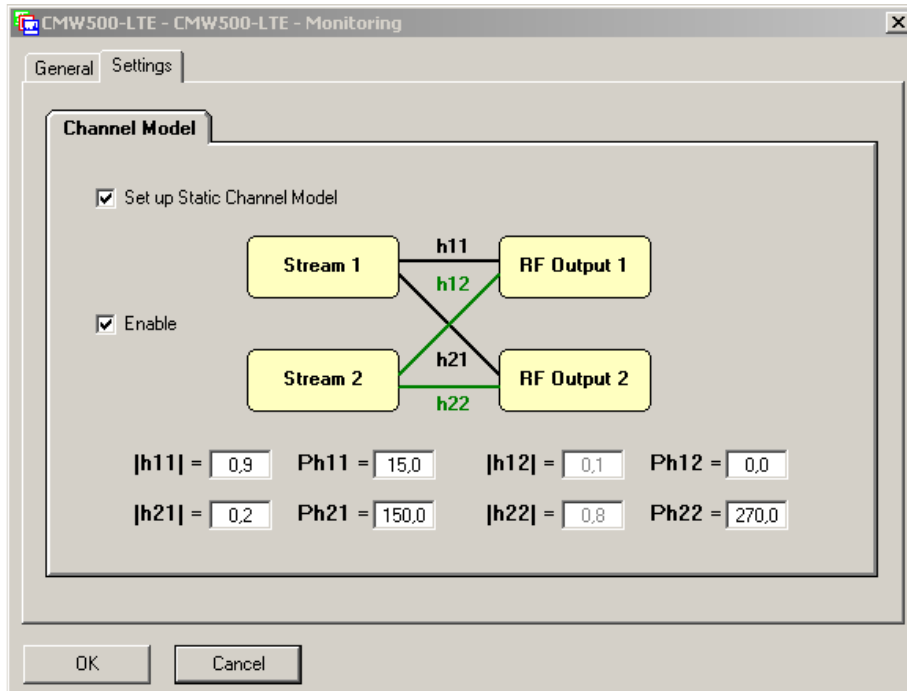 CMW500-LTE - CMW500-LTE - Monitoring
General Settings
Channel Model
Set up Static Channel Model
h11
Stream 1 RF Output 1
h12
Enable
h21
Stream 2 RF Output 2
h22
|h11| = 0,9 Ph11 = 15,0 |h12| = 0,1 Ph12 = 0,0
|h21| = 0,2 Ph21 = 150,0 |h22| = 0,8 Ph22 = 270,0
OK Cancel